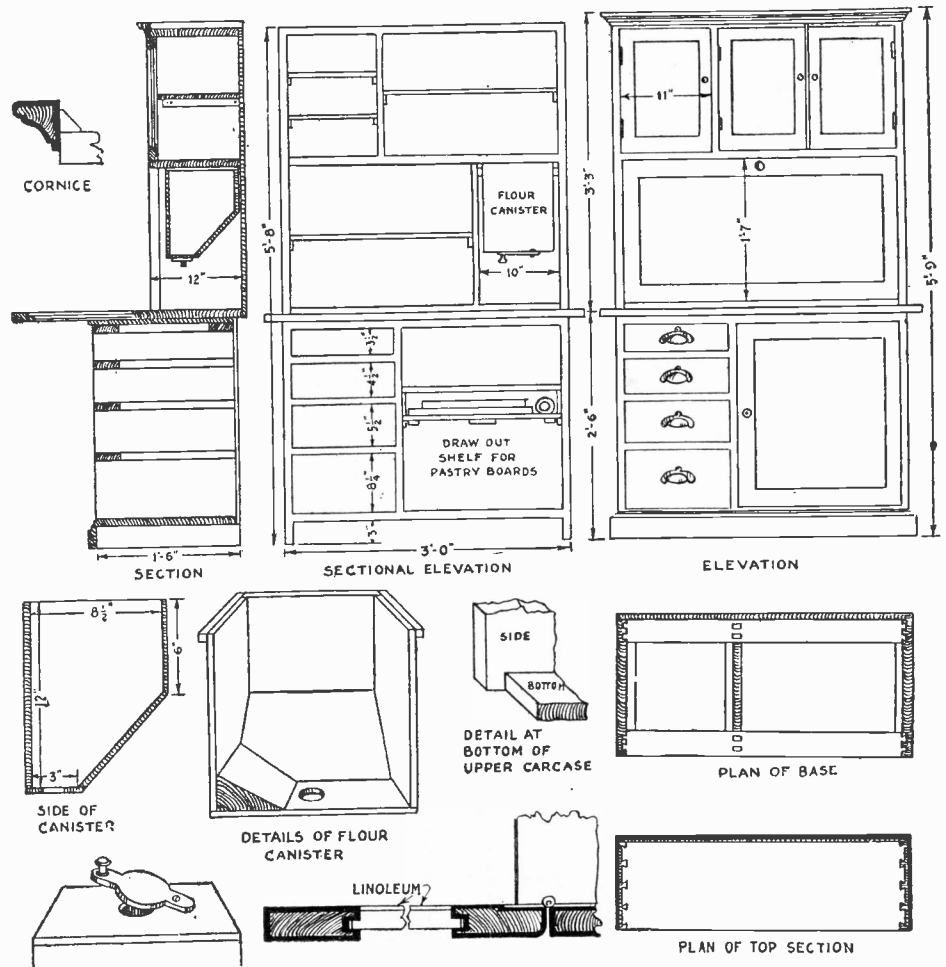 CORNICE
12"
SECTION
1'-6"
5'-8"
FLOUR
CANISTER
10"
3½"
4½"
5½"
8¼"
3"
DRAW OUT
SHELF FOR
PASTRY BOARDS
3'-0"
SECTIONAL ELEVATION
3'-3"
2'-6"
11"
1'-7"
5'-9"
ELEVATION
8½"
6"
12"
3"
SIDE OF
CANISTER
DETAILS OF FLOUR
CANISTER
SIDE
BOTTOM
DETAIL AT
BOTTOM OF
UPPER CARCASE
PLAN OF BASE
LINOLEUM
PLAN OF TOP SECTION